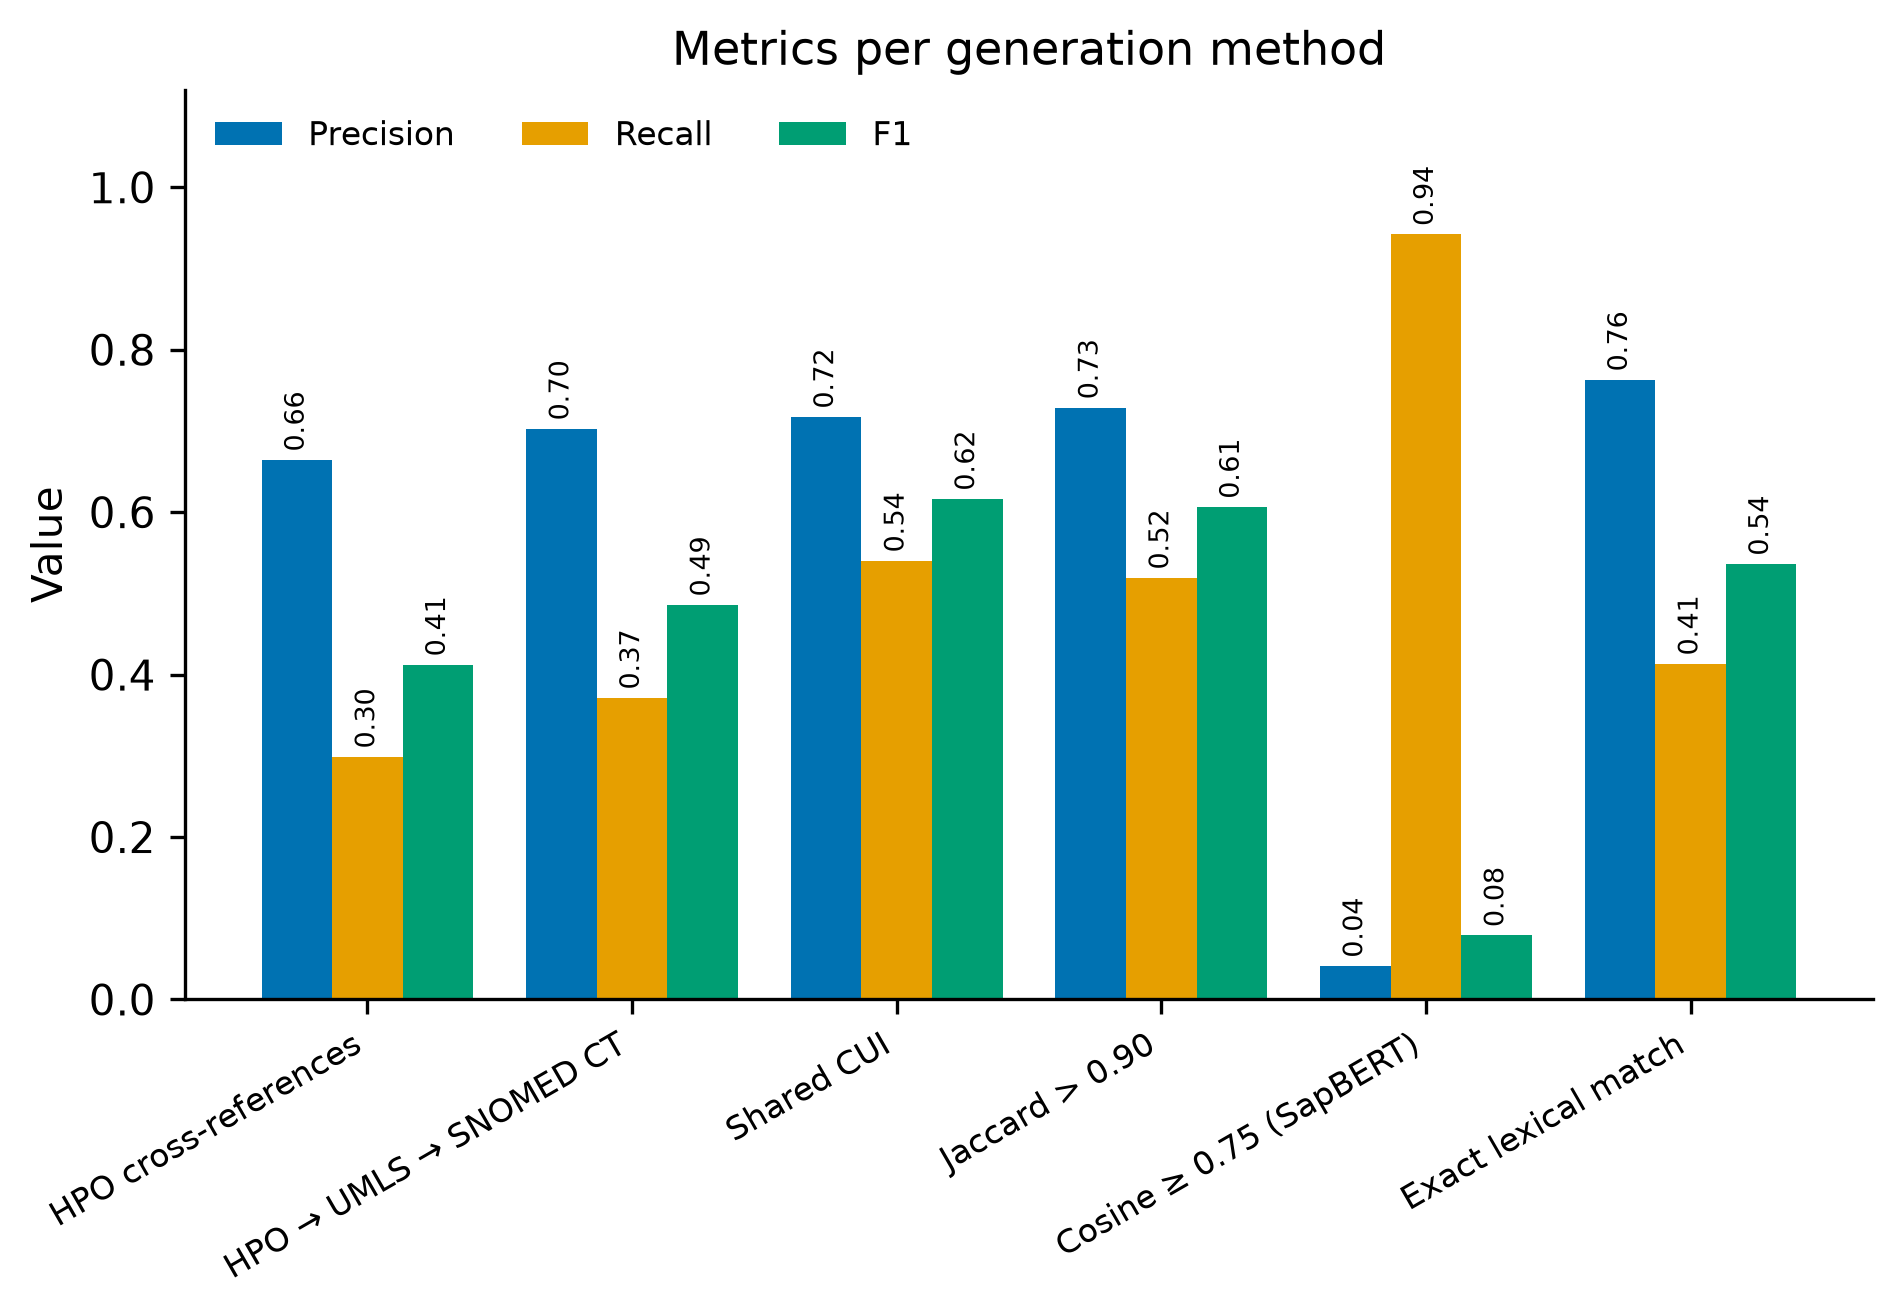 Metrics per generation method
Precision
Recall
F1
Value
1.0
0.8
0.6
0.4
0.2
0.0
0.66
0.30
0.41
0.70
0.37
0.49
0.72
0.54
0.62
0.73
0.52
0.61
0.04
0.94
0.08
0.76
0.41
0.54
HPO cross-references
HPO → UMLS → SNOMED CT
Shared CUI
Jaccard > 0.90
Cosine ≥ 0.75 (SapBERT)
Exact lexical match